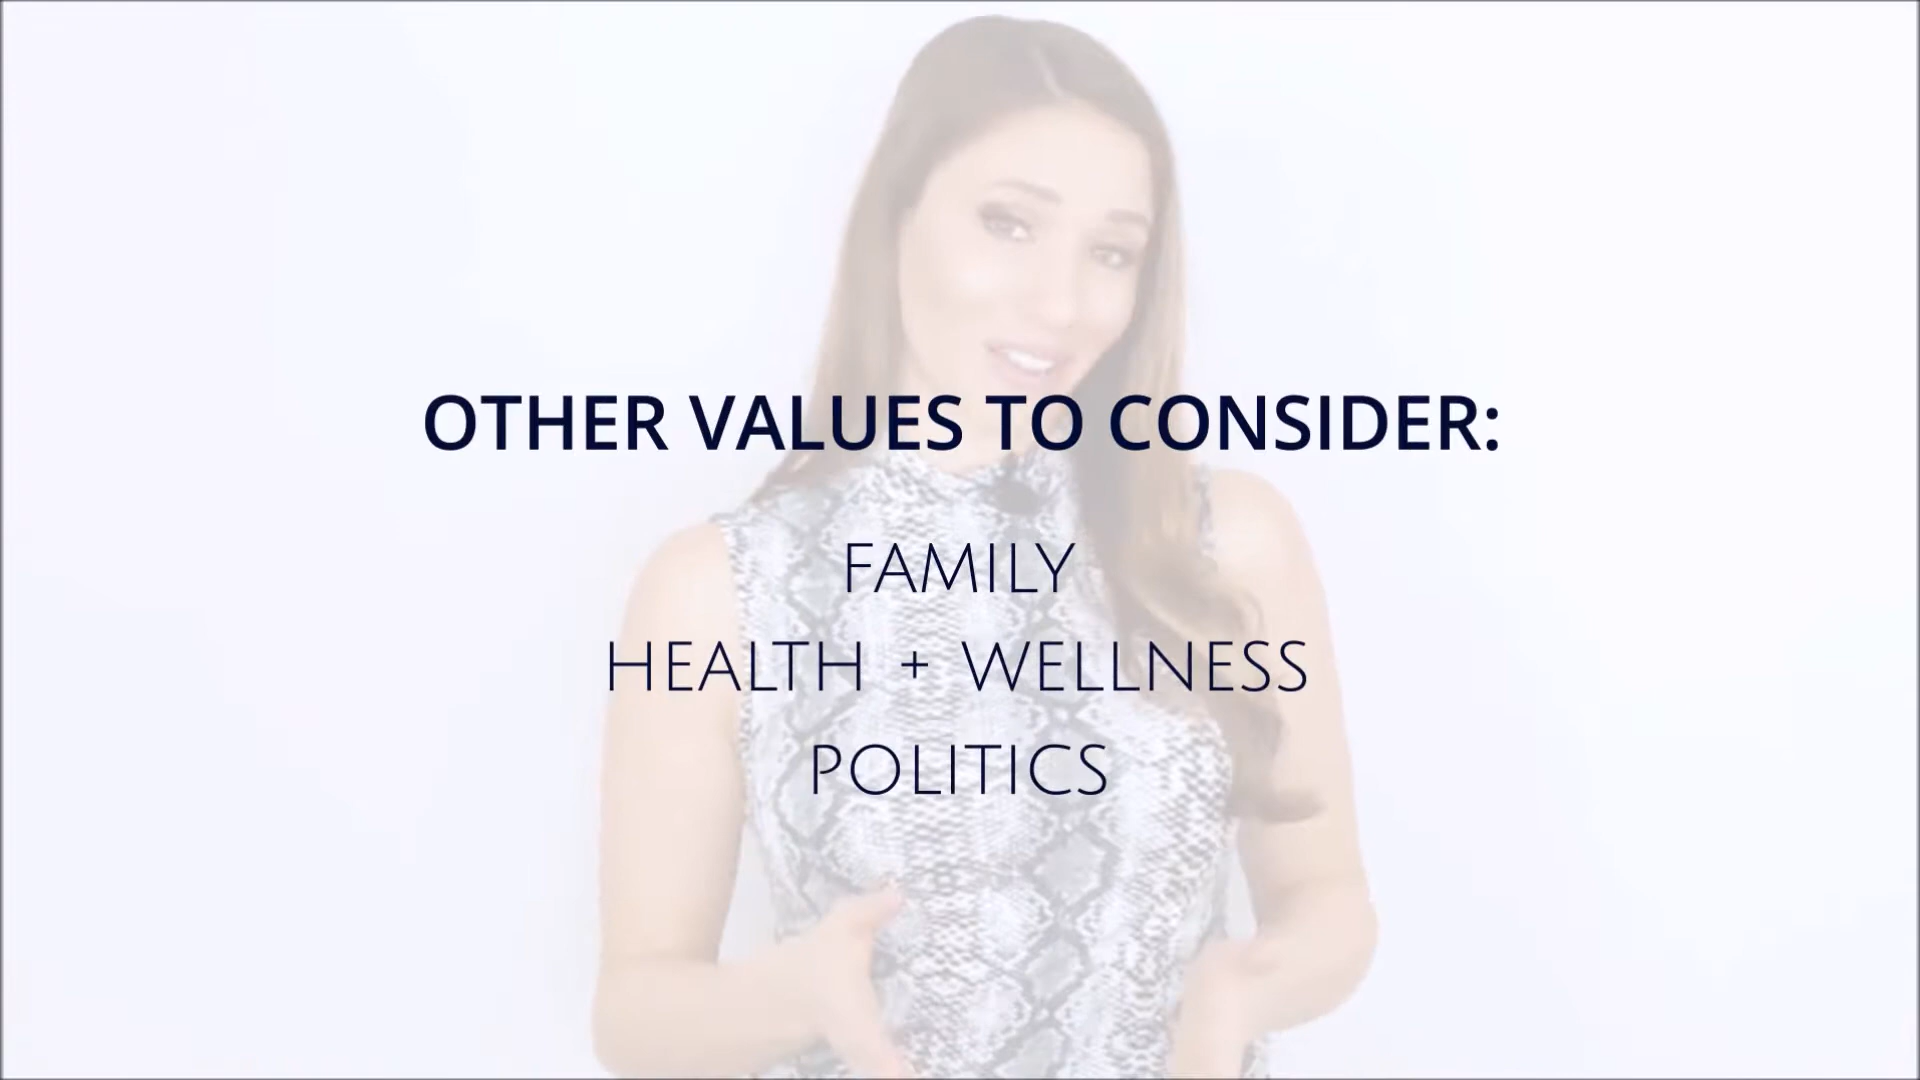 OTHER VALUES TO CONSIDER:
FAMILY
HEALTH + WELLNESS
POLITICS